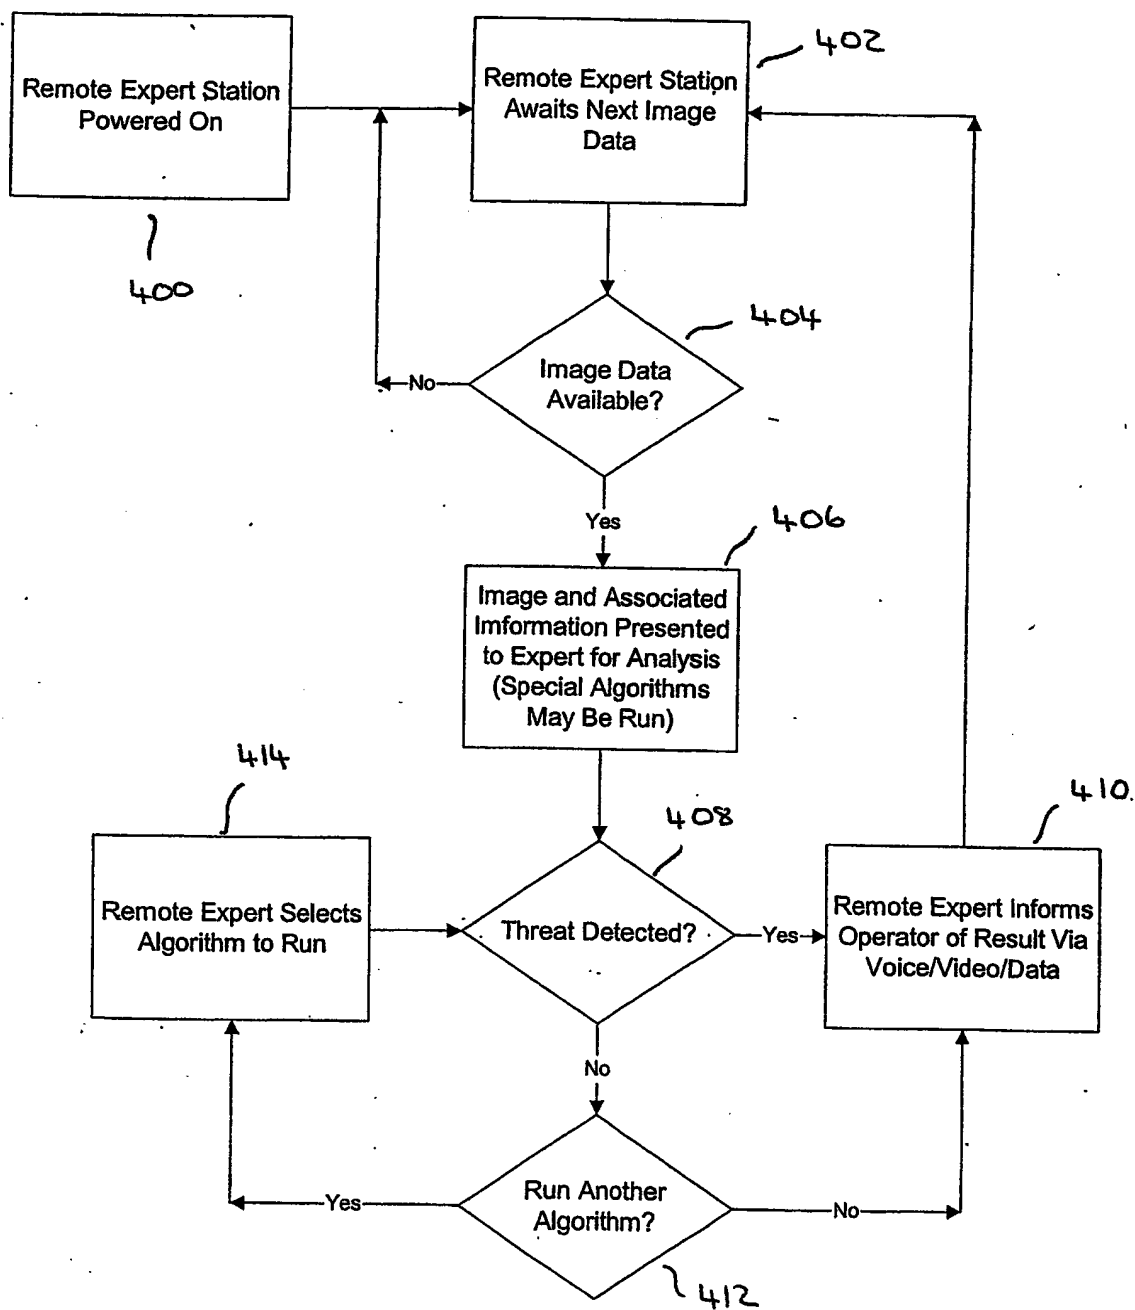 Remote Expert Station
Powered On
400
Remote Expert Station
Awaits Next Image
Data
402
Image Data
Available?
404
No
Yes
Image and Associated
Imformation Presented
to Expert for Analysis
(Special Algorithms
May Be Run)
406
Threat Detected?
408
Yes
Remote Expert Informs
Operator of Result Via
Voice/Video/Data
410
No
Run Another
Algorithm?
412
Yes
No
Remote Expert Selects
Algorithm to Run
414